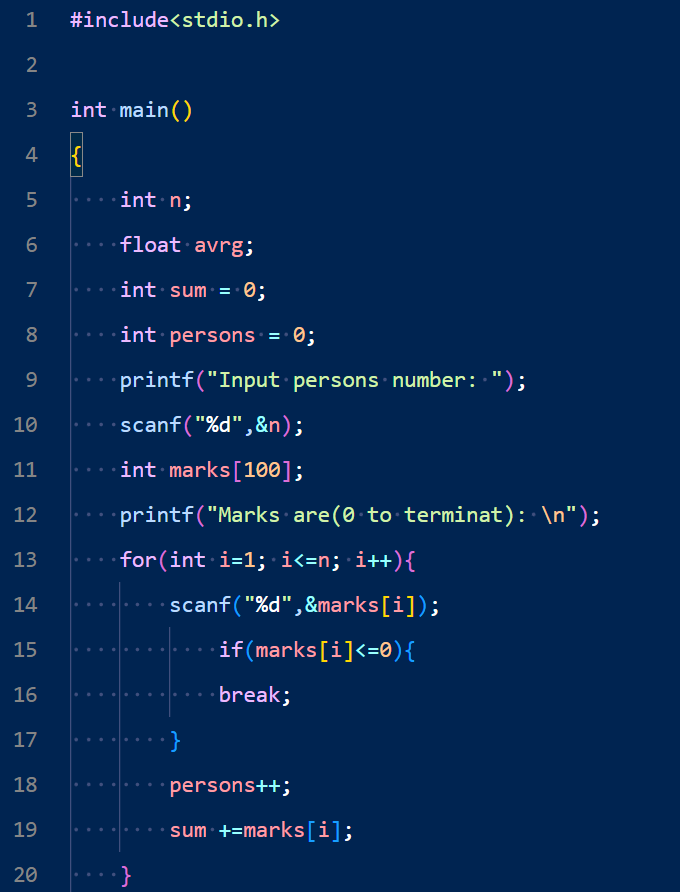 1 #include<stdio.h>
2
3 int main()
4 {
5 int n;
6 float avrg;
7 int sum = 0;
8 int persons = 0;
9 printf("Input persons number: ");
10 scanf("%d",&n);
11 int marks[100];
12 printf("Marks are(0 to terminat): \n");
13 for(int i=1; i<=n; i++){
14 scanf("%d",&marks[i]);
15 if(marks[i]<=0){
16 break;
17 }
18 persons++;
19 sum +=marks[i];
20 }